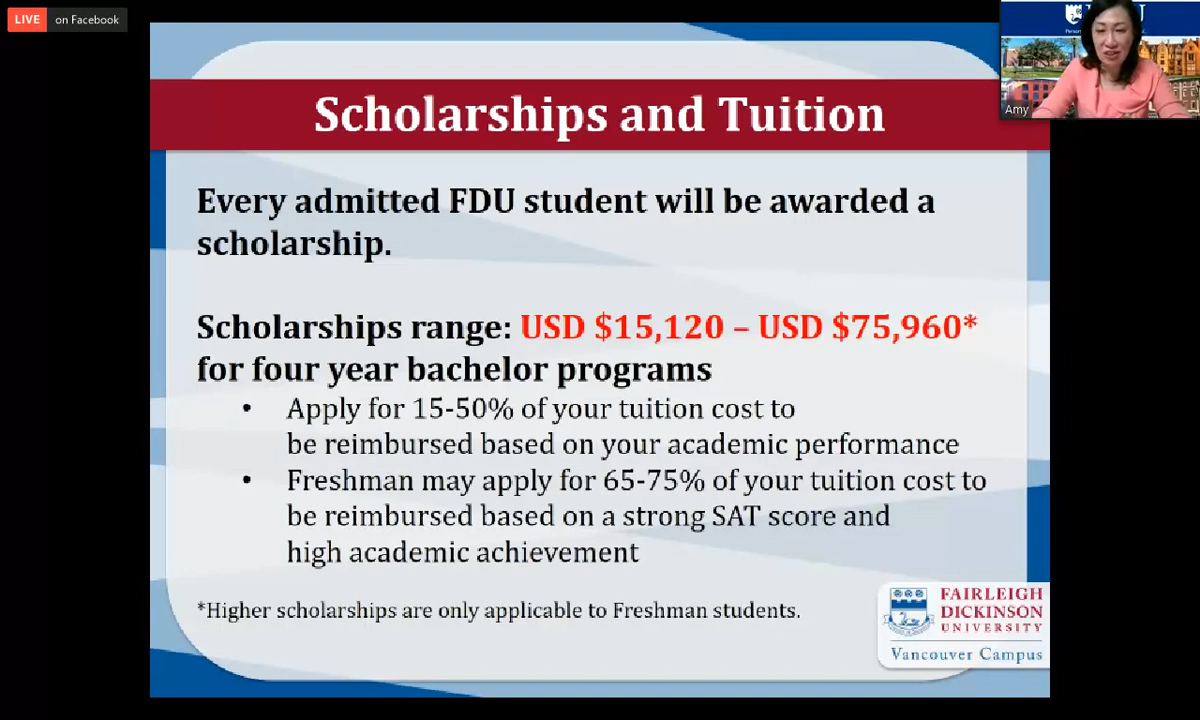 LIVE on Facebook
Amy
Scholarships and Tuition
Every admitted FDU student will be awarded a
scholarship.
Scholarships range: USD $15,120 – USD $75,960*
for four year bachelor programs
• Apply for 15-50% of your tuition cost to
be reimbursed based on your academic performance
• Freshman may apply for 65-75% of your tuition cost to
be reimbursed based on a strong SAT score and
high academic achievement
*Higher scholarships are only applicable to Freshman students.
FAIRLEIGH
DICKINSON
UNIVERSITY
Vancouver Campus